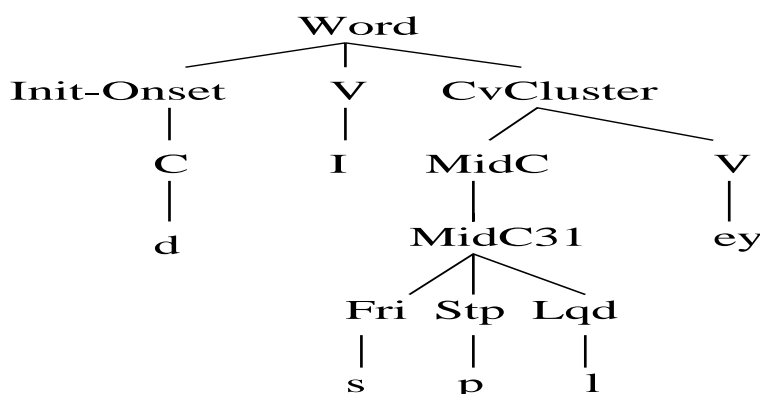 Word
Init-Onset V CvCluster
C I MidC V
d MidC31 ey
Fri Stp Lqd
s p l